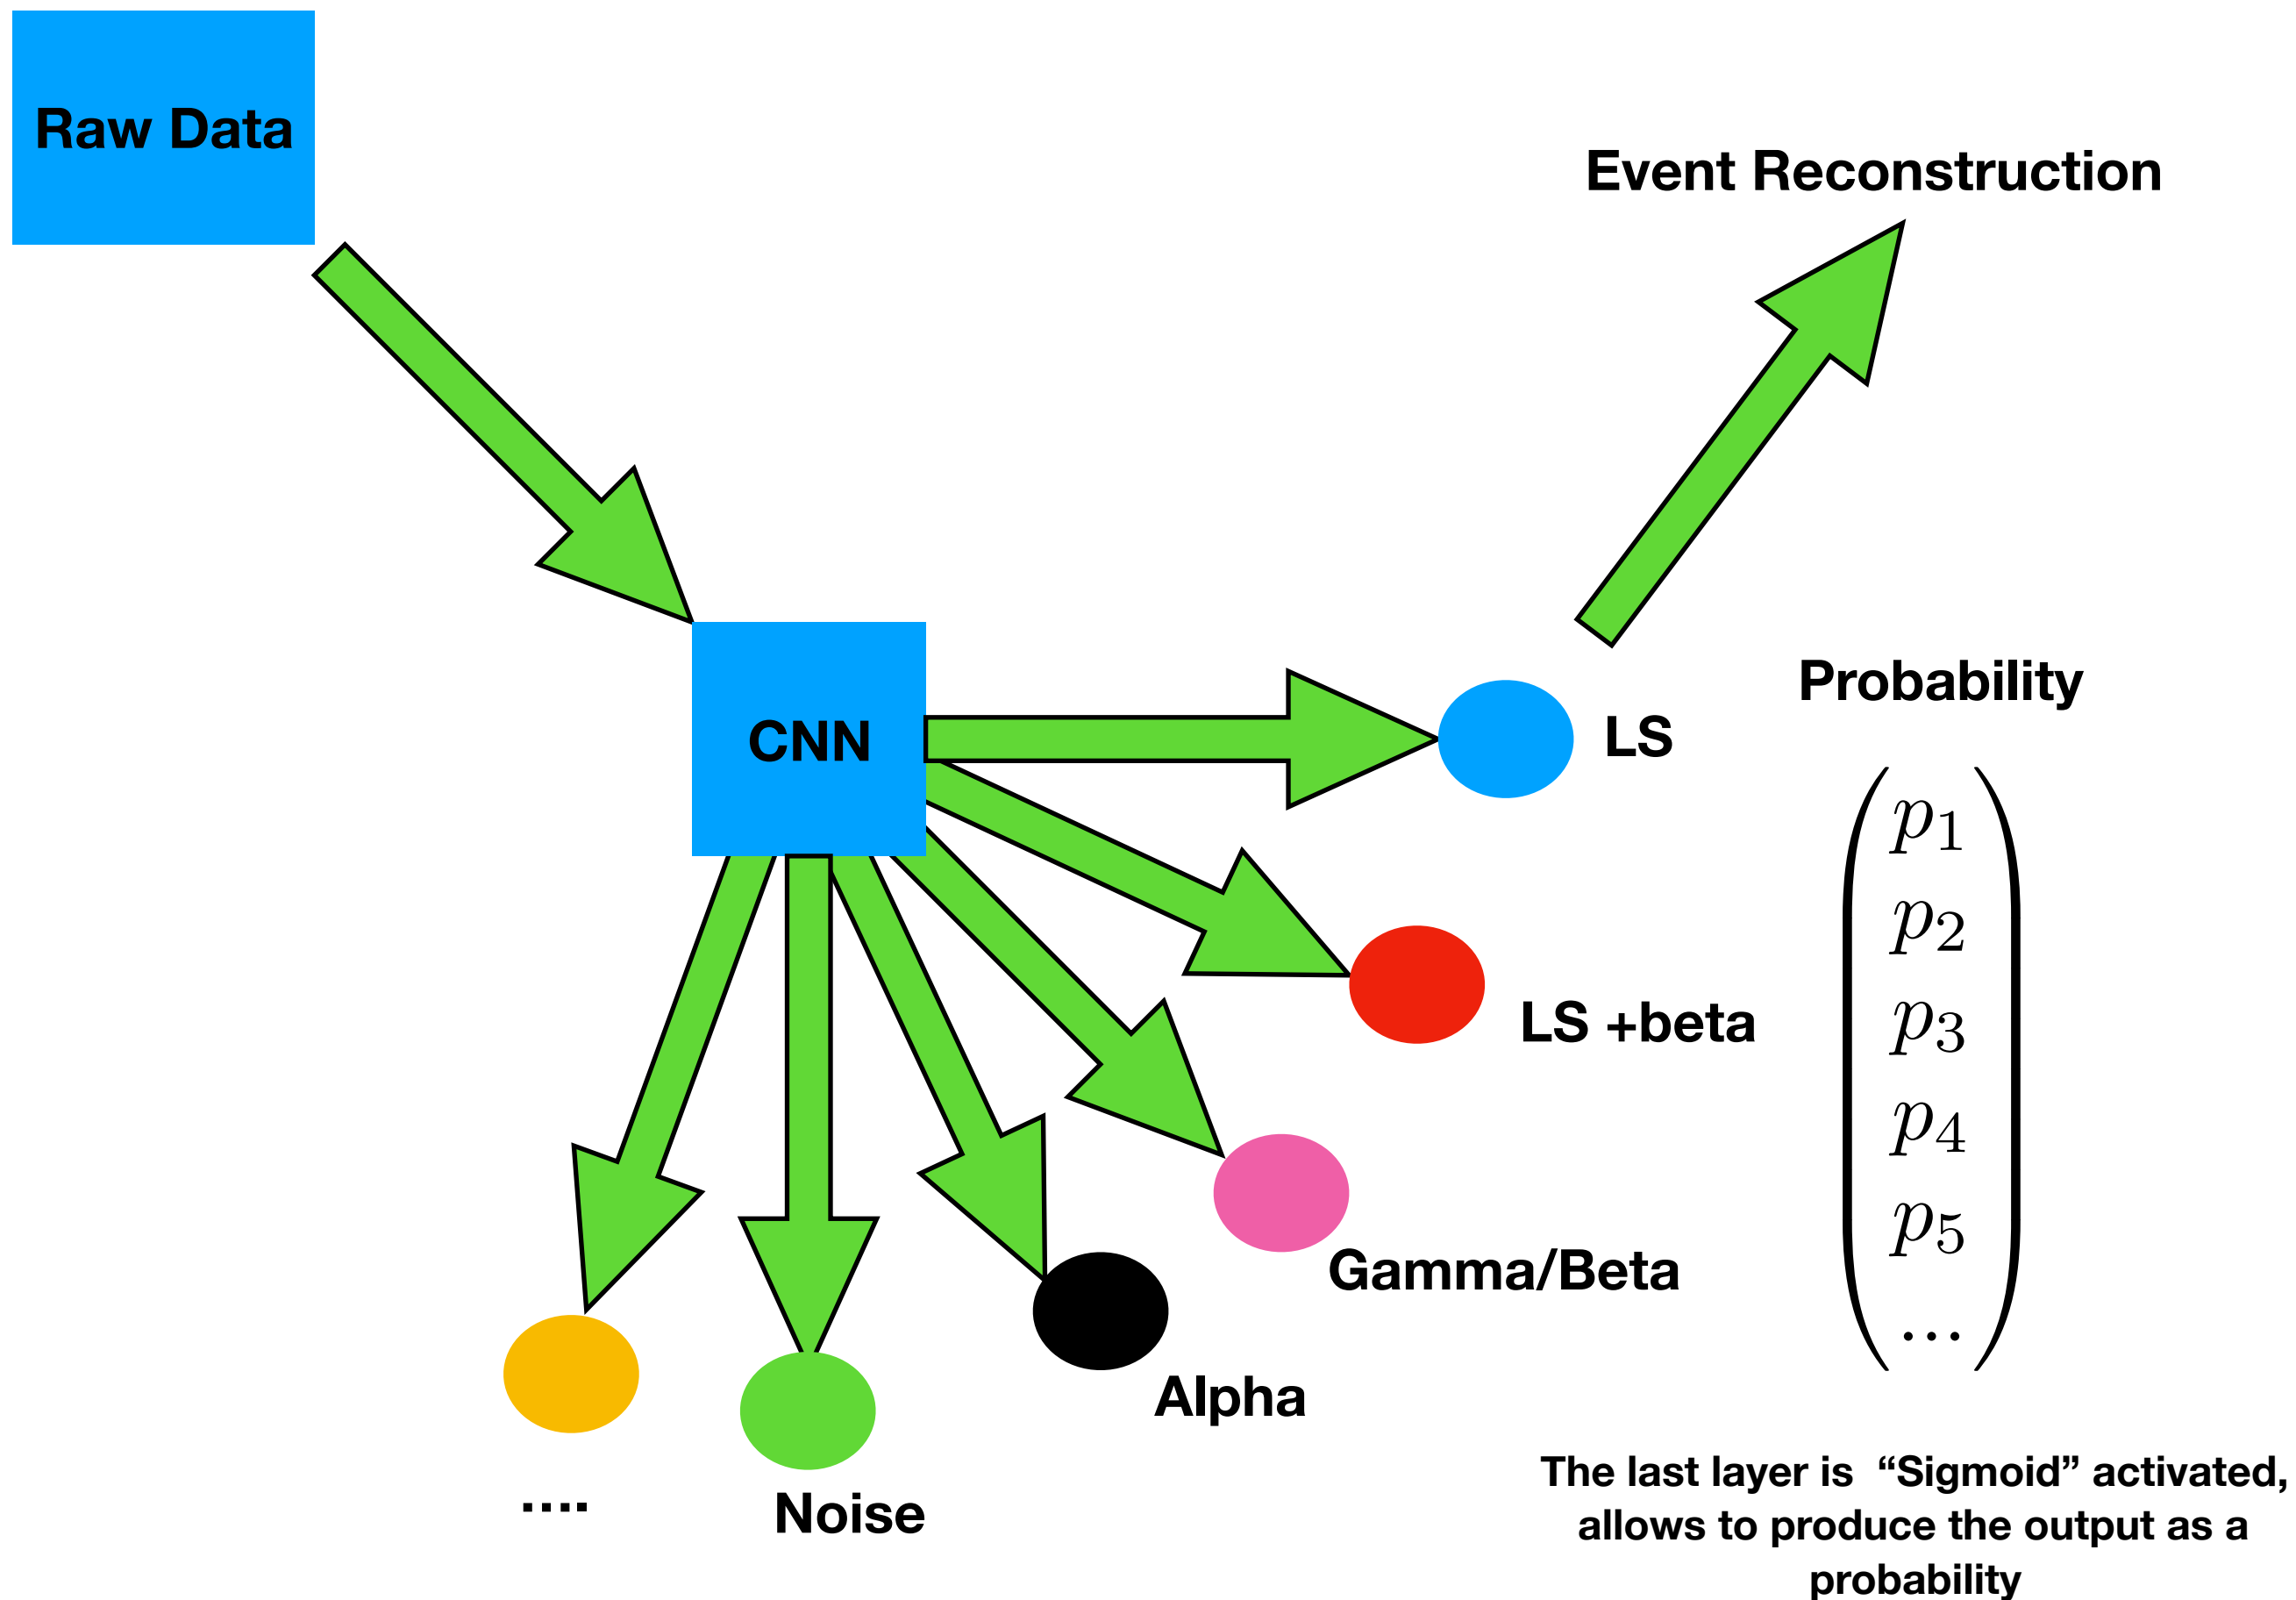 Raw Data
Event Reconstruction
CNN
LS
Probability
LS +beta
Gamma/Beta
Alpha
Noise
....
p1
p2
p3
p4
p5
...
The last layer is “Sigmoid” activated,
allows to produce the output as a
probability